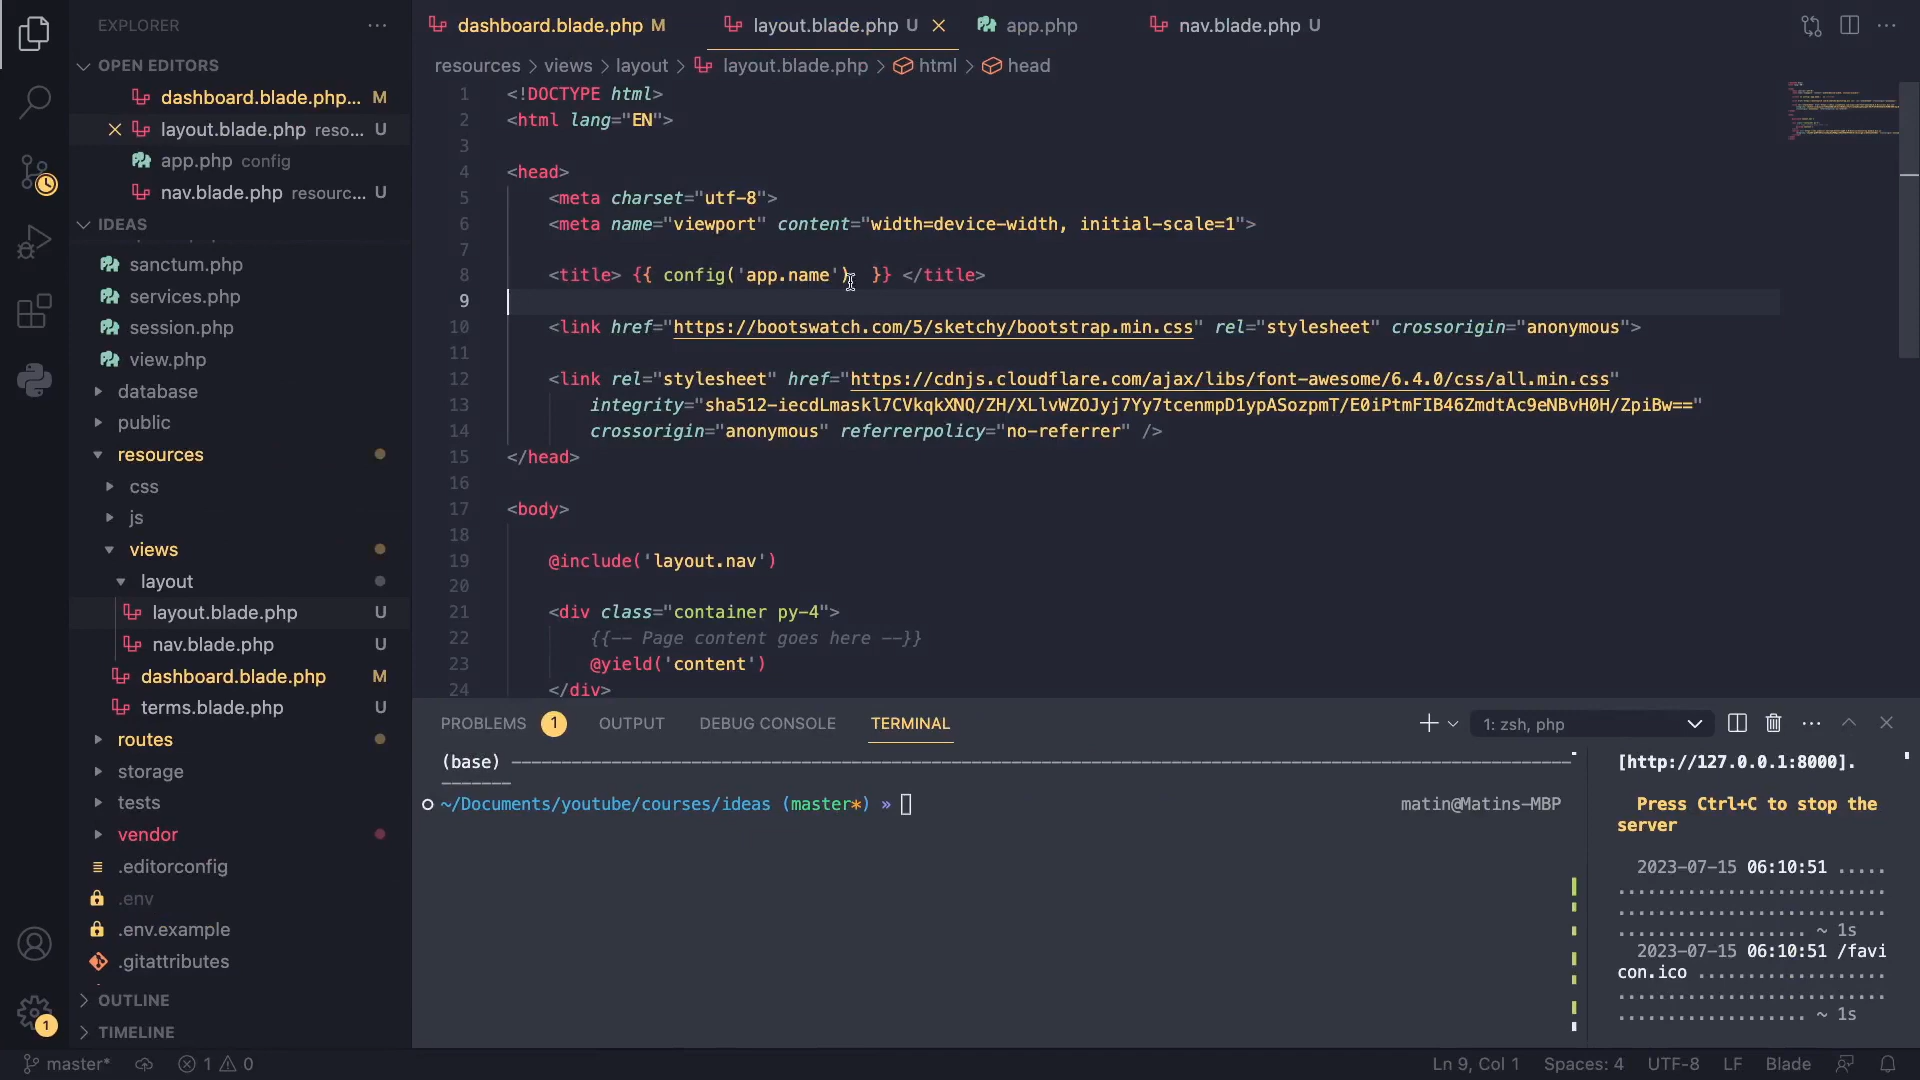 EXPLORER
OPEN EDITORS
dashboard.blade.php... M
layout.blade.php reso... U
app.php config
nav.blade.php resourc... U
IDEAS
sanctum.php
services.php
session.php
view.php
database
public
resources
css
js
views
layout
layout.blade.php U
nav.blade.php U
dashboard.blade.php M
terms.blade.php U
routes
storage
tests
vendor
.editorconfig
.env
.env.example
.gitattributes
OUTLINE
TIMELINE
1
dashboard.blade.php M
layout.blade.php U
app.php
nav.blade.php U
resources > views > layout > layout.blade.php > html > head
1 <!DOCTYPE html>
2 <html lang="EN">
3
4 <head>
5 <meta charset="utf-8">
6 <meta name="viewport" content="width=device-width, initial-scale=1">
7
8 <title> {{ config('app.name') }} </title>
9
10 <link href="https://bootswatch.com/5/sketchy/bootstrap.min.css" rel="stylesheet" crossorigin="anonymous">
11
12 <link rel="stylesheet" href="https://cdnjs.cloudflare.com/ajax/libs/font-awesome/6.4.0/css/all.min.css"
13 integrity="sha512-iecdLmaskl7CVkqkXNQ/ZH/XLlvWZOJyj7Yy7tcenmpD1ypASozpmT/E0iPtmFIB46ZmdtAc9eNBvH0H/ZpiBw=="
14 crossorigin="anonymous" referrerpolicy="no-referrer" />
15 </head>
16
17 <body>
18
19 @include('layout.nav')
20
21 <div class="container py-4">
22 {{-- Page content goes here --}}
23 @yield('content')
24 </div>
PROBLEMS 1 OUTPUT DEBUG CONSOLE TERMINAL
1: zsh, php
(base) ────────────────
~/Documents/youtube/courses/ideas (master*) » matin@Matins-MBP
[http://127.0.0.1:8000].
Press Ctrl+C to stop the
server
2023-07-15 06:10:51 .....
..........................
..........................
.................. ~ 1s
2023-07-15 06:10:51 /favi
con.ico ...................
..........................
.................. ~ 1s
master* 1 0
Ln 9, Col 1 Spaces: 4 UTF-8 LF Blade